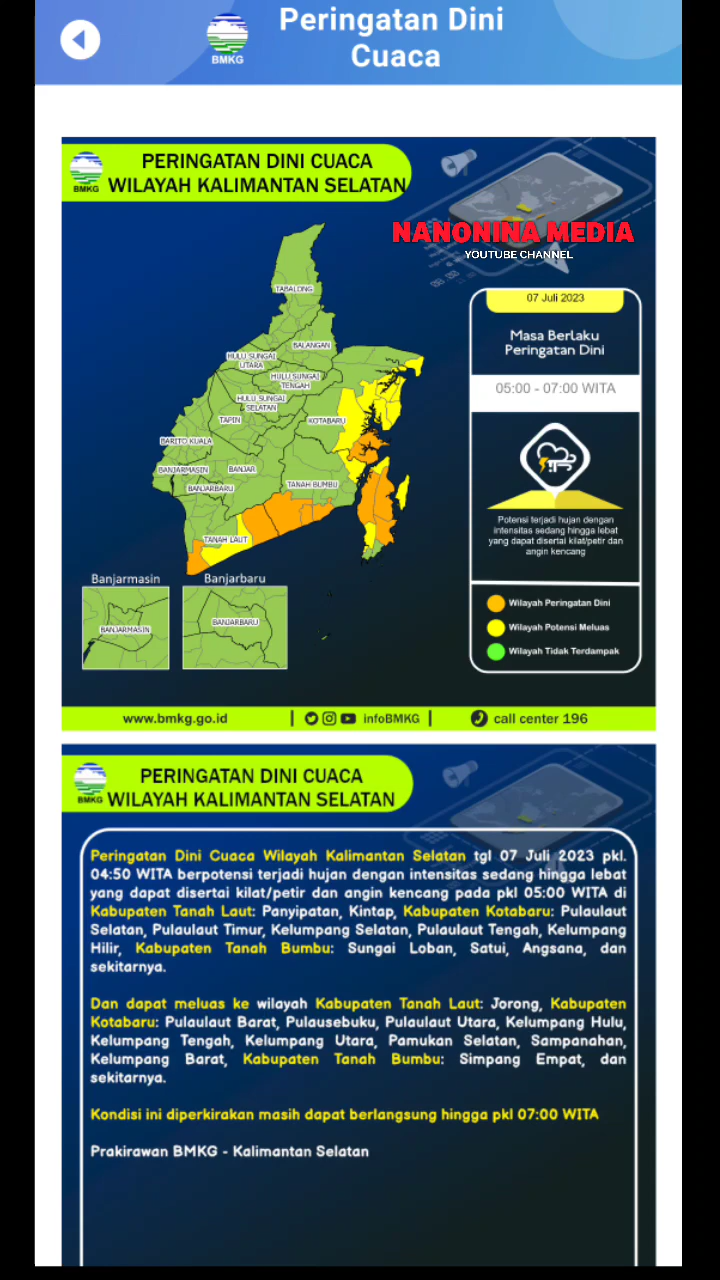 Peringatan Dini
Cuaca
BMKG
BMKG
PERINGATAN DINI CUACA
WILAYAH KALIMANTAN SELATAN
NANONINA MEDIA
YOUTUBE CHANNEL
TABALONG
BALANGAN
HULU SUNGAI
UTARA
HULU SUNGAI
TENGAH
HULU SUNGAI
SELATAN
TAPIN
KOTABARU
BARITO KUALA
BANJARMASIN
BANJAR
BANJARBARU
TANAH BUMBU
TANAH LAUT
Banjarmasin
BANJARMASIN
Banjarbaru
BANJARBARU
07 Juli 2023
Masa Berlaku
Peringatan Dini
05:00 - 07:00 WITA
Potensi terjadi hujan dengan
intensitas sedang hingga lebat
yang dapat disertai kilat/petir dan
angin kencang
Wilayah Peringatan Dini
Wilayah Potensi Meluas
Wilayah Tidak Terdampak
www.bmkg.go.id | infoBMKG | call center 196
BMKG
PERINGATAN DINI CUACA
WILAYAH KALIMANTAN SELATAN
Peringatan Dini Cuaca Wilayah Kalimantan Selatan tgl 07 Juli 2023 pkl.
04:50 WITA berpotensi terjadi hujan dengan intensitas sedang hingga lebat
yang dapat disertai kilat/petir dan angin kencang pada pkl 05:00 WITA di
Kabupaten Tanah Laut: Panyipatan, Kintap, Kabupaten Kotabaru: Pulaulaut
Selatan, Pulaulaut Timur, Kelumpang Selatan, Pulaulaut Tengah, Kelumpang
Hilir, Kabupaten Tanah Bumbu: Sungai Loban, Satui, Angsana, dan
sekitarnya.
Dan dapat meluas ke wilayah Kabupaten Tanah Laut: Jorong, Kabupaten
Kotabaru: Pulaulaut Barat, Pulausebuku, Pulaulaut Utara, Kelumpang Hulu,
Kelumpang Tengah, Kelumpang Utara, Pamukan Selatan, Sampanahan,
Kelumpang Barat, Kabupaten Tanah Bumbu: Simpang Empat, dan
sekitarnya.
Kondisi ini diperkirakan masih dapat berlangsung hingga pkl 07:00 WITA
Prakirawan BMKG - Kalimantan Selatan